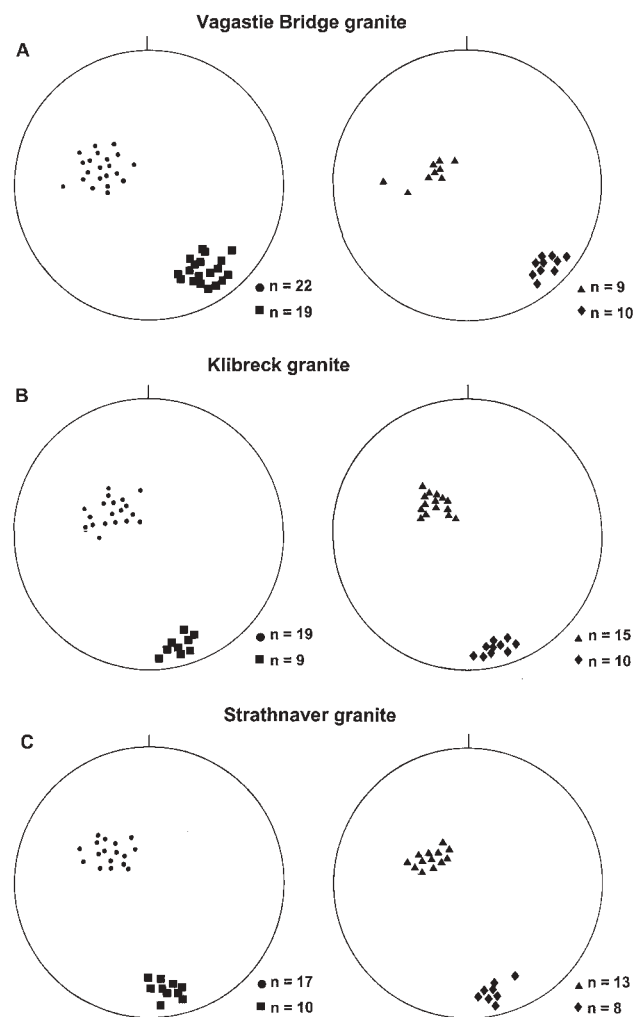 Vagastie Bridge granite
A
n = 22
n = 19
n = 9
n = 10
Klibreck granite
B
n = 19
n = 9
n = 15
n = 10
Strathnaver granite
C
n = 17
n = 10
n = 13
n = 8